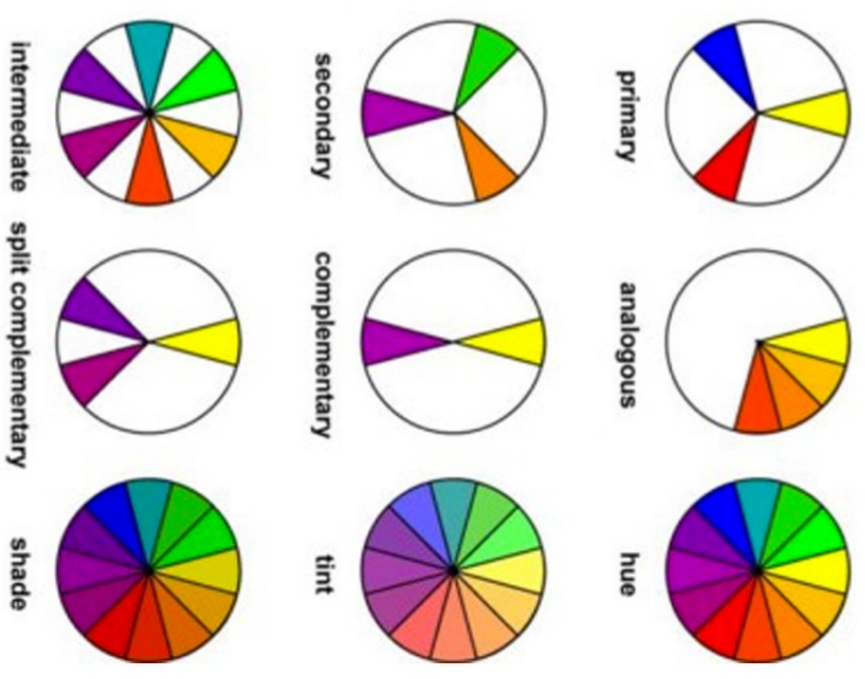 primary
analogous
hue
secondary
complementary
tint
intermediate
split complementary
shade